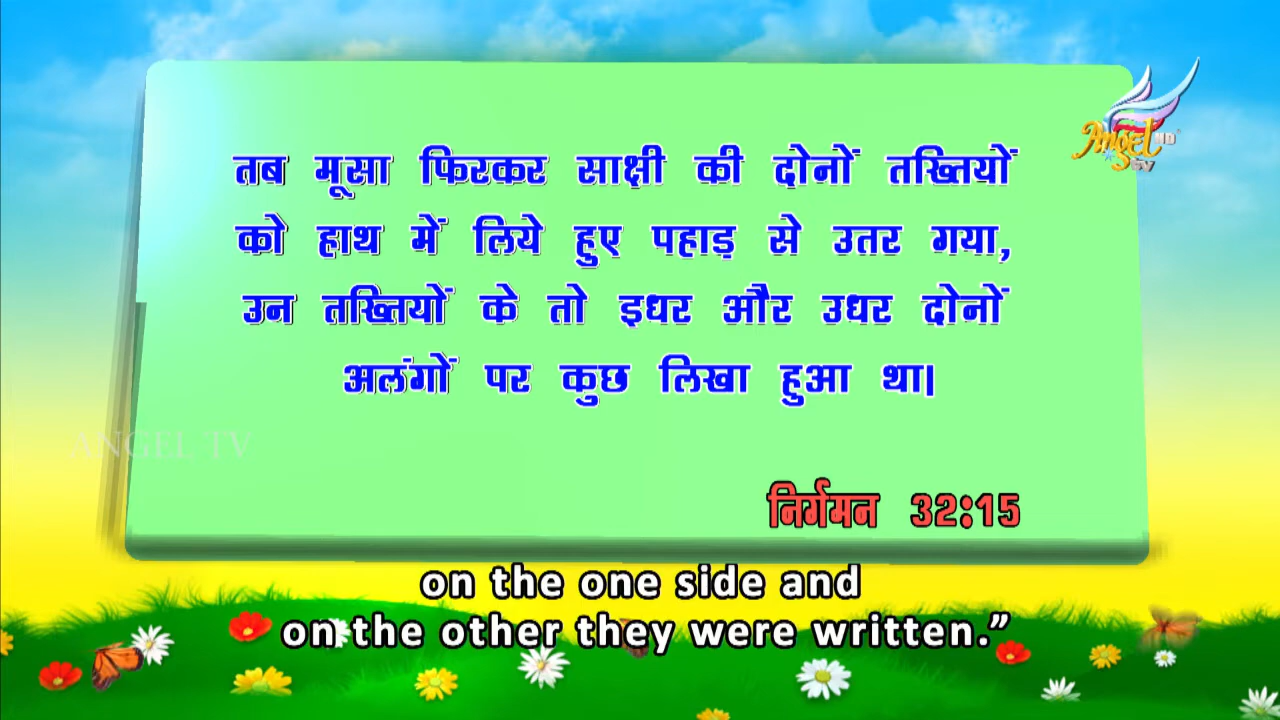 Angel HD
TV
तब मूसा फिरकर साक्षी की दोनों तख्तियों
को हाथ में लिये हुए पहाड़ से उतर गया,
उन तख्तियों के तो इधर और उधर दोनों
अलंगों पर कुछ लिखा हुआ था।
ANGEL TV
निर्गमन 32:15
on the one side and
on the other they were written.”